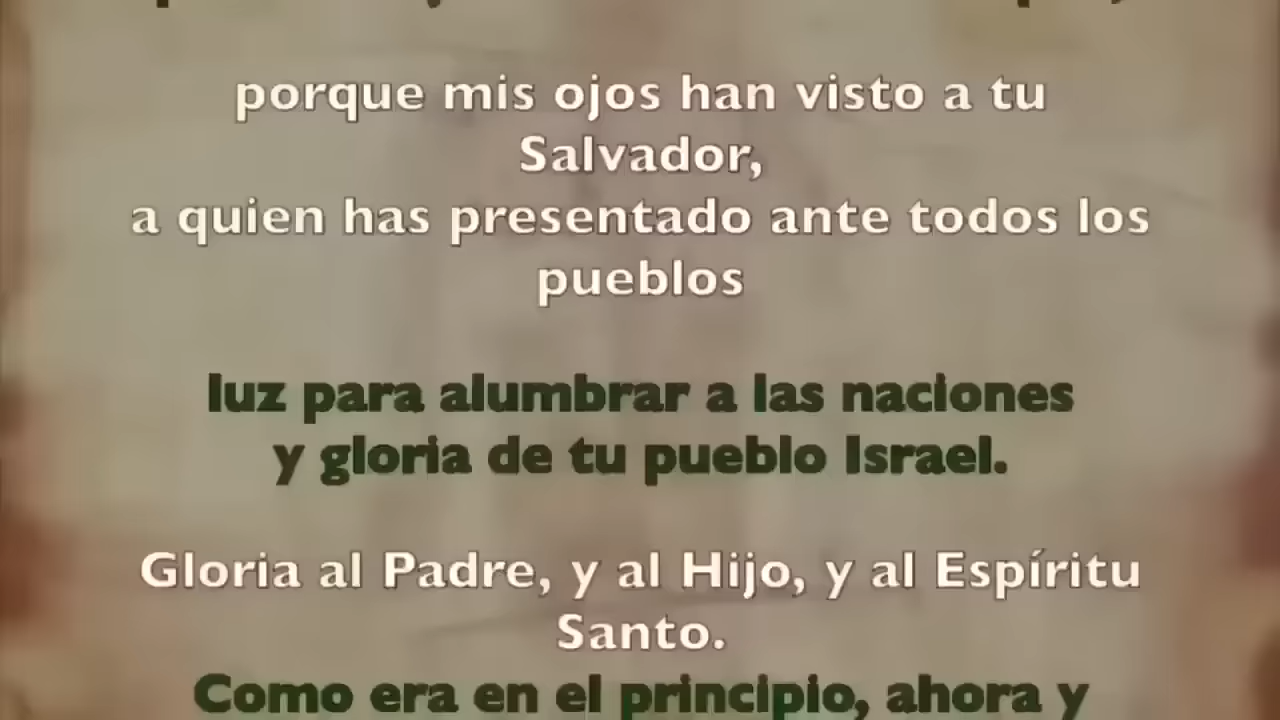 porque mis ojos han visto a tu
Salvador,
a quien has presentado ante todos los
pueblos
luz para alumbrar a las naciones
y gloria de tu pueblo Israel.
Gloria al Padre, y al Hijo, y al Espíritu
Santo.
Como era en el principio, ahora y